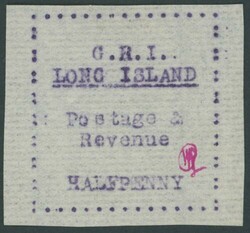 G.R.I.
LONG ISLAND
Postage &
Revenue
HALFPENNY